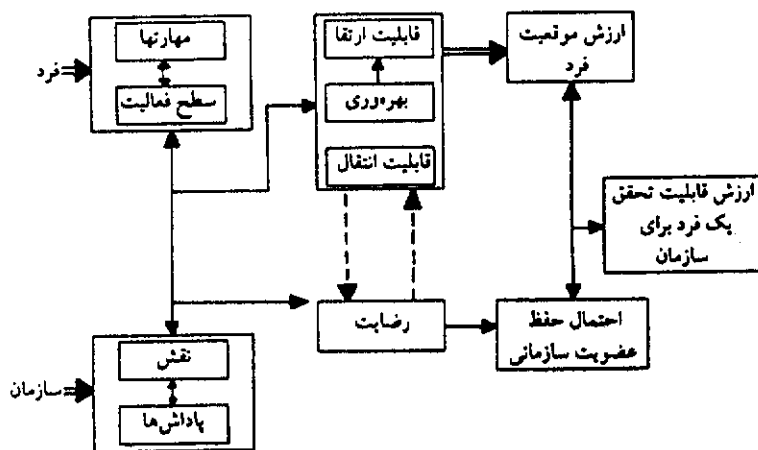 مهارتها
فرد
سطح فعالیت
قابلیت ارتقا
بهره‌وری
قابلیت انتقال
ارزش موقعیت
فرد
ارزش قابلیت تحقق
یک فرد برای
سازمان
رضایت
احتمال حفظ
عضویت سازمانی
نقش
سازمان
پاداش‌ها